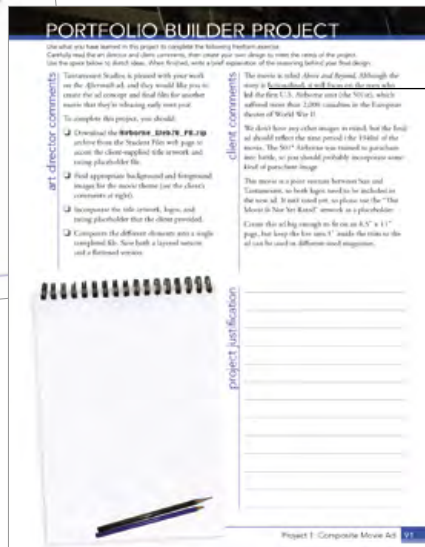 PORTFOLIO BUILDER PROJECT
Use what you have learned in this project to complete the following freeform exercise.
Carefully read the art director and client comments, then create your own design to meet the needs of the project.
Use the space below to sketch ideas. When finished, write a brief explanation of the reasoning behind your final design.
art director comments
Tantamount Studios is pleased with your work
on the Aftermath ad, and they would like you to
create the ad concept and final file for another
movie that they're releasing early next year.
To complete this project, you should:
Download the
archive from the Student Files web page to
access the client-supplied title artwork and
rating placeholder file.
Find appropriate background and foreground
images for the movie theme (see the client's
comments at right).
Incorporate the title artwork, logos, and
rating placeholder that the client provided.
Composite the different elements into a single
completed file. Save both a layered version
and a flattened version.
client comments
The movie is titled Above and Beyond. Although the
story is fictionalized, it will focus on the men who
led the first U.S. Airborne unit (the 501st), which
suffered more than 2,000 casualties in the European
theater of World War II.
We don't have any other images in mind, but the final
ad should reflect the time period (the 1940s) of the
movie. The 501st Airborne was trained to parachute
into battle, so you should probably incorporate some
kind of parachute image.
This movie is a joint venture between Sun and
Tantamount, so both logos need to be included in
the new ad. It isn't rated yet, so please use the "This
Movie Is Not Yet Rated" artwork as a placeholder.
Create this ad big enough to fit on an 8.5" x 11"
page, but keep the live area inside the trim so the
ad can be used in different-sized magazines.
project justification
Project 1: Composite Movie Ad 91